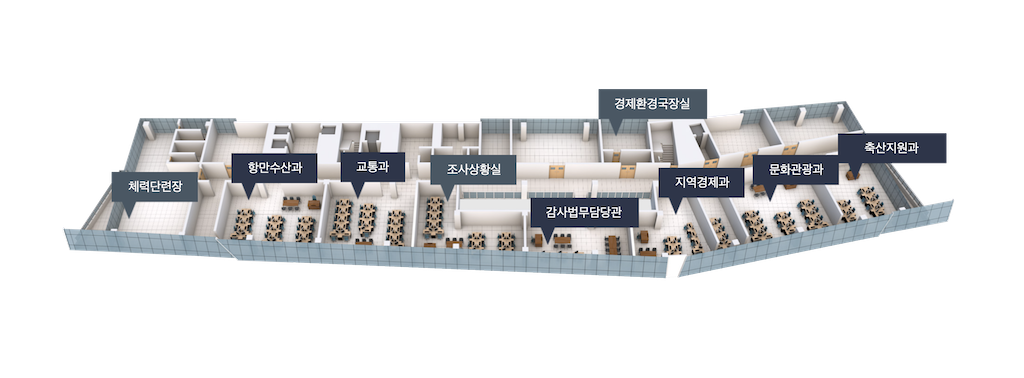 경제환경국장실
축산지원과
항만수산과
교통과
조사상황실
문화관광과
지역경제과
체력단련장
감사법무담당관